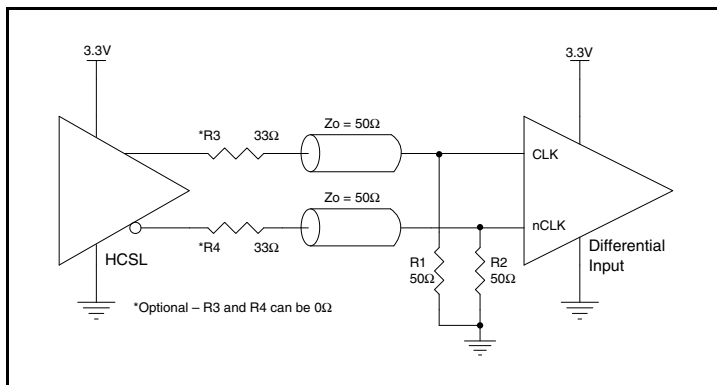 3.3V
3.3V
*R3 33Ω
Zo = 50Ω
CLK
Zo = 50Ω
nCLK
*R4 33Ω
HCSL
R1
50Ω
R2
50Ω
Differential
Input
*Optional – R3 and R4 can be 0Ω